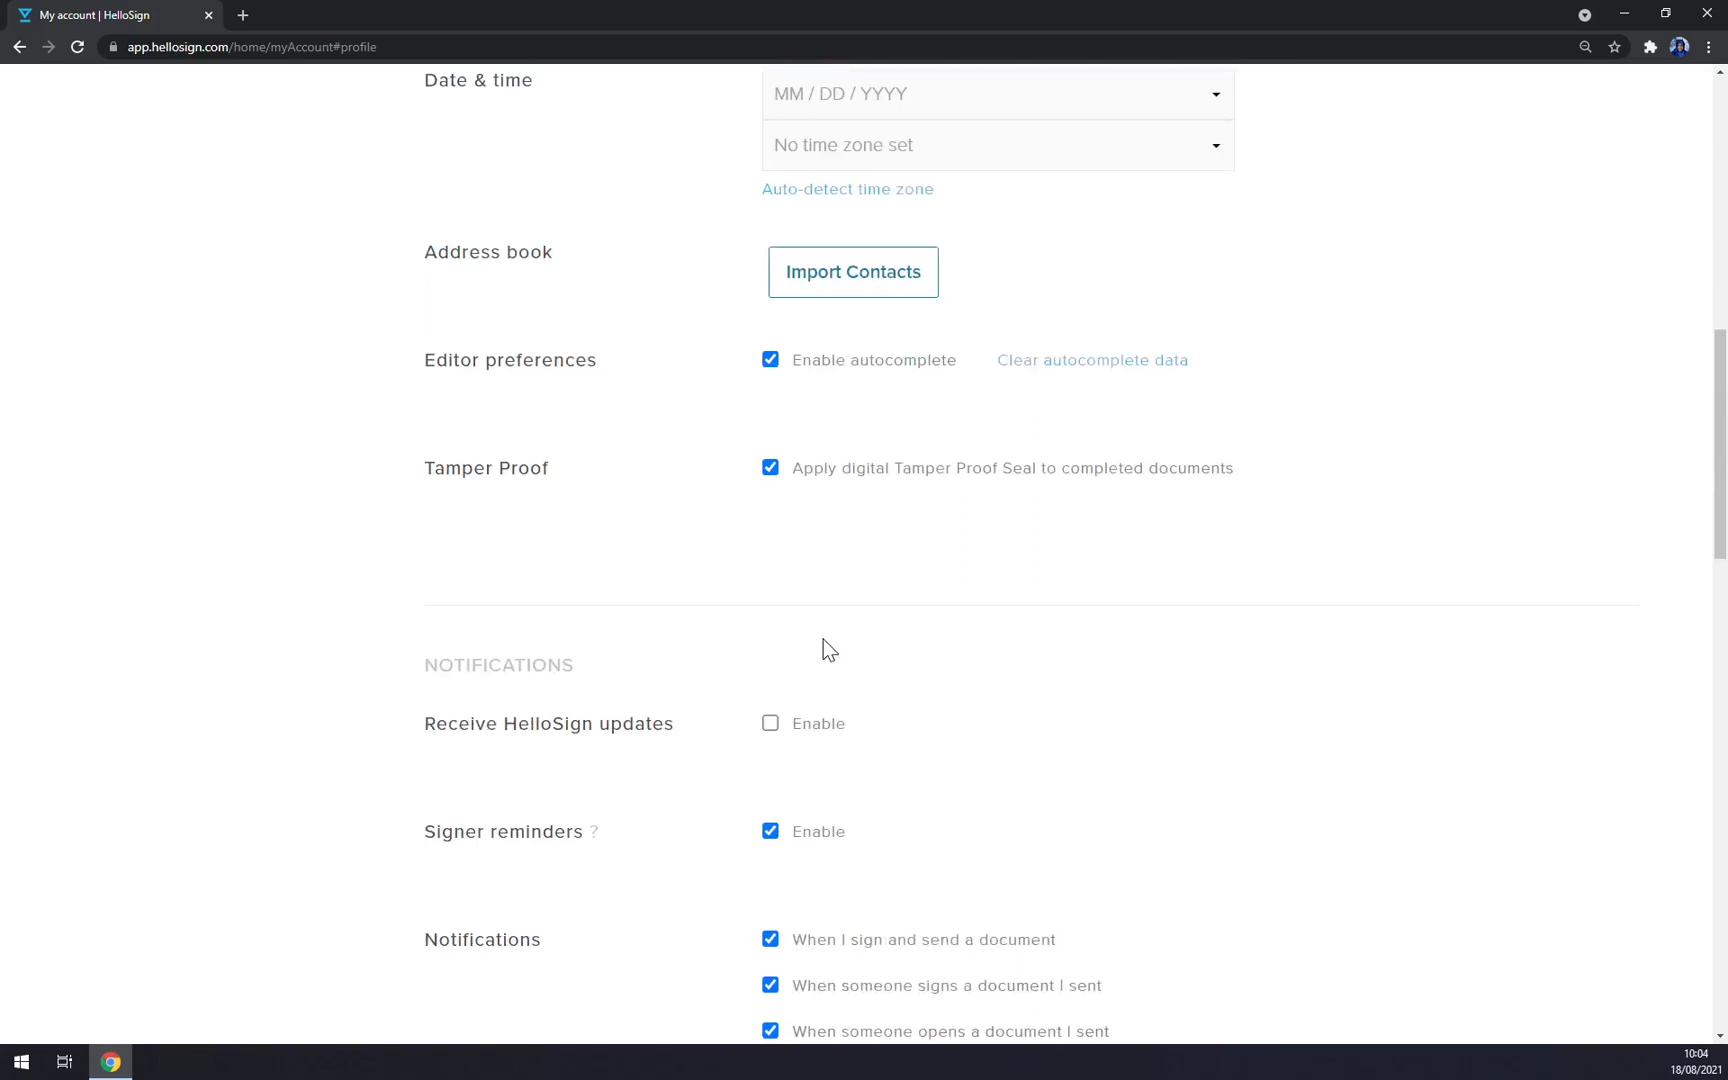 My account | HelloSign
app.hellosign.com/home/myAccount#profile
Date & time
MM / DD / YYYY
No time zone set
Auto-detect time zone
Address book
Import Contacts
Editor preferences
Enable autocomplete
Clear autocomplete data
Tamper Proof
Apply digital Tamper Proof Seal to completed documents
NOTIFICATIONS
Receive HelloSign updates
Enable
Signer reminders ?
Enable
Notifications
When I sign and send a document
When someone signs a document I sent
When someone opens a document I sent
10:04
18/08/2021